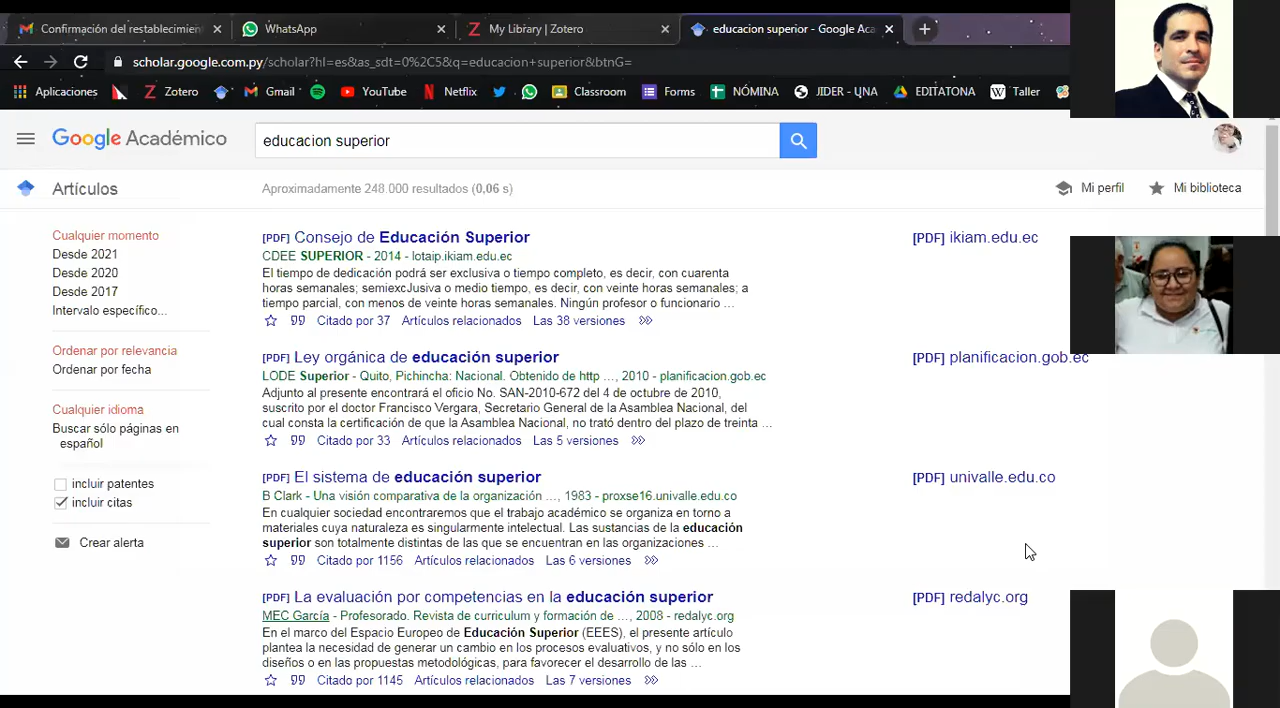 Confirmación del restablecimien
WhatsApp
My Library | Zotero
educacion superior - Google Aca
scholar.google.com.py/scholar?hl=es&as_sdt=0%2C5&q=educacion+superior&btnG=
Aplicaciones
Zotero
Gmail
YouTube
Netflix
Classroom
Forms
NÓMINA
JIDER - UNA
EDITATONA
Taller
Google Académico
educacion superior
Artículos
Aproximadamente 248.000 resultados (0,06 s)
Mi perfil
Mi biblioteca
Cualquier momento
Desde 2021
Desde 2020
Desde 2017
Intervalo específico...
Ordenar por relevancia
Ordenar por fecha
Cualquier idioma
Buscar sólo páginas en
español
incluir patentes
incluir citas
Crear alerta
[PDF] Consejo de Educación Superior
CDEE SUPERIOR - 2014 - lotaip.ikiam.edu.ec
El tiempo de dedicación podrá ser exclusiva o tiempo completo, es decir, con cuarenta
horas semanales; semiexcJusiva o medio tiempo, es decir, con veinte horas semanales; a
tiempo parcial, con menos de veinte horas semanales. Ningún profesor o funcionario ...
Citado por 37 Artículos relacionados Las 38 versiones
[PDF] ikiam.edu.ec
[PDF] Ley orgánica de educación superior
LODE Superior - Quito, Pichincha: Nacional. Obtenido de http ..., 2010 - planificacion.gob.ec
Adjunto al presente encontrará el oficio No. SAN-2010-672 del 4 de octubre de 2010,
suscrito por el doctor Francisco Vergara, Secretario General de la Asamblea Nacional, del
cual consta la certificación de que la Asamblea Nacional, no trató dentro del plazo de treinta ...
Citado por 33 Artículos relacionados Las 5 versiones
[PDF] planificacion.gob.ec
[PDF] El sistema de educación superior
B Clark - Una visión comparativa de la organización ..., 1983 - proxse16.univalle.edu.co
En cualquier sociedad encontraremos que el trabajo académico se organiza en torno a
materiales cuya naturaleza es singularmente intelectual. Las sustancias de la educación
superior son totalmente distintas de las que se encuentran en las organizaciones ...
Citado por 1156 Artículos relacionados Las 6 versiones
[PDF] univalle.edu.co
[PDF] La evaluación por competencias en la educación superior
MEC García - Profesorado. Revista de curriculum y formación de ..., 2008 - redalyc.org
En el marco del Espacio Europeo de Educación Superior (EEES), el presente artículo
plantea la necesidad de generar un cambio en los procesos evaluativos, y no sólo en los
diseños o en las propuestas metodológicas, para favorecer el desarrollo de las ...
Citado por 1145 Artículos relacionados Las 7 versiones
[PDF] redalyc.org